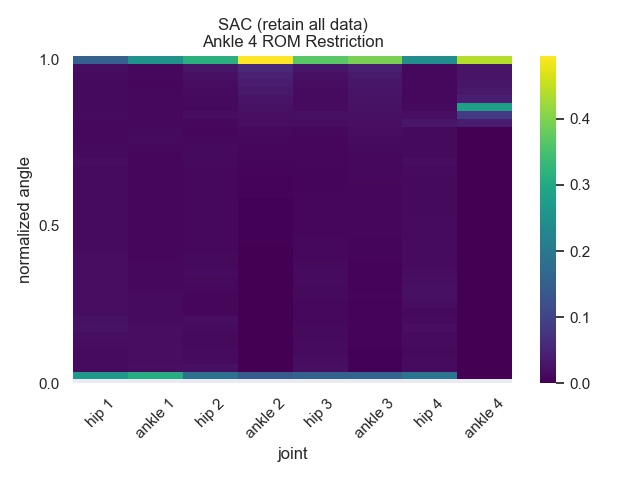 SAC (retain all data)
Ankle 4 ROM Restriction
1.0
0.5
0.0
normalized angle
hip 1
ankle 1
hip 2
ankle 2
hip 3
ankle 3
hip 4
ankle 4
joint
0.4
0.3
0.2
0.1
0.0